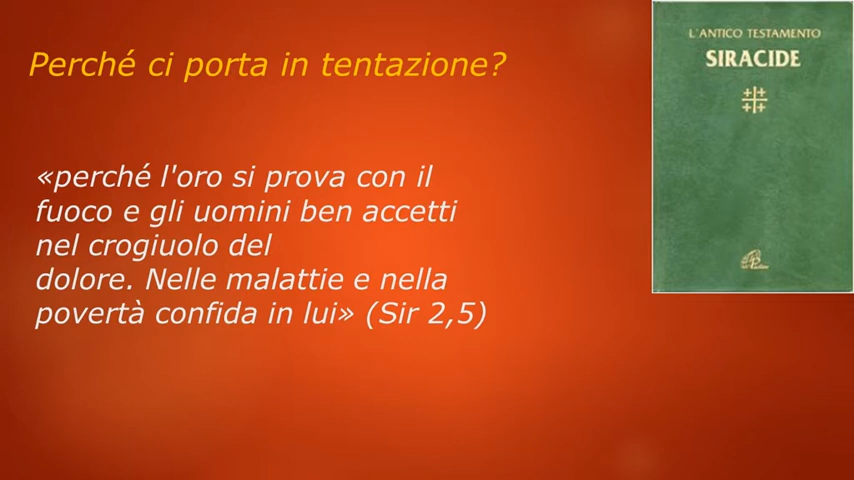 Perché ci porta in tentazione?
«perché l'oro si prova con il
fuoco e gli uomini ben accetti
nel crogiuolo del
dolore. Nelle malattie e nella
povertà confida in lui» (Sir 2,5)
L'ANTICO TESTAMENTO
SIRACIDE